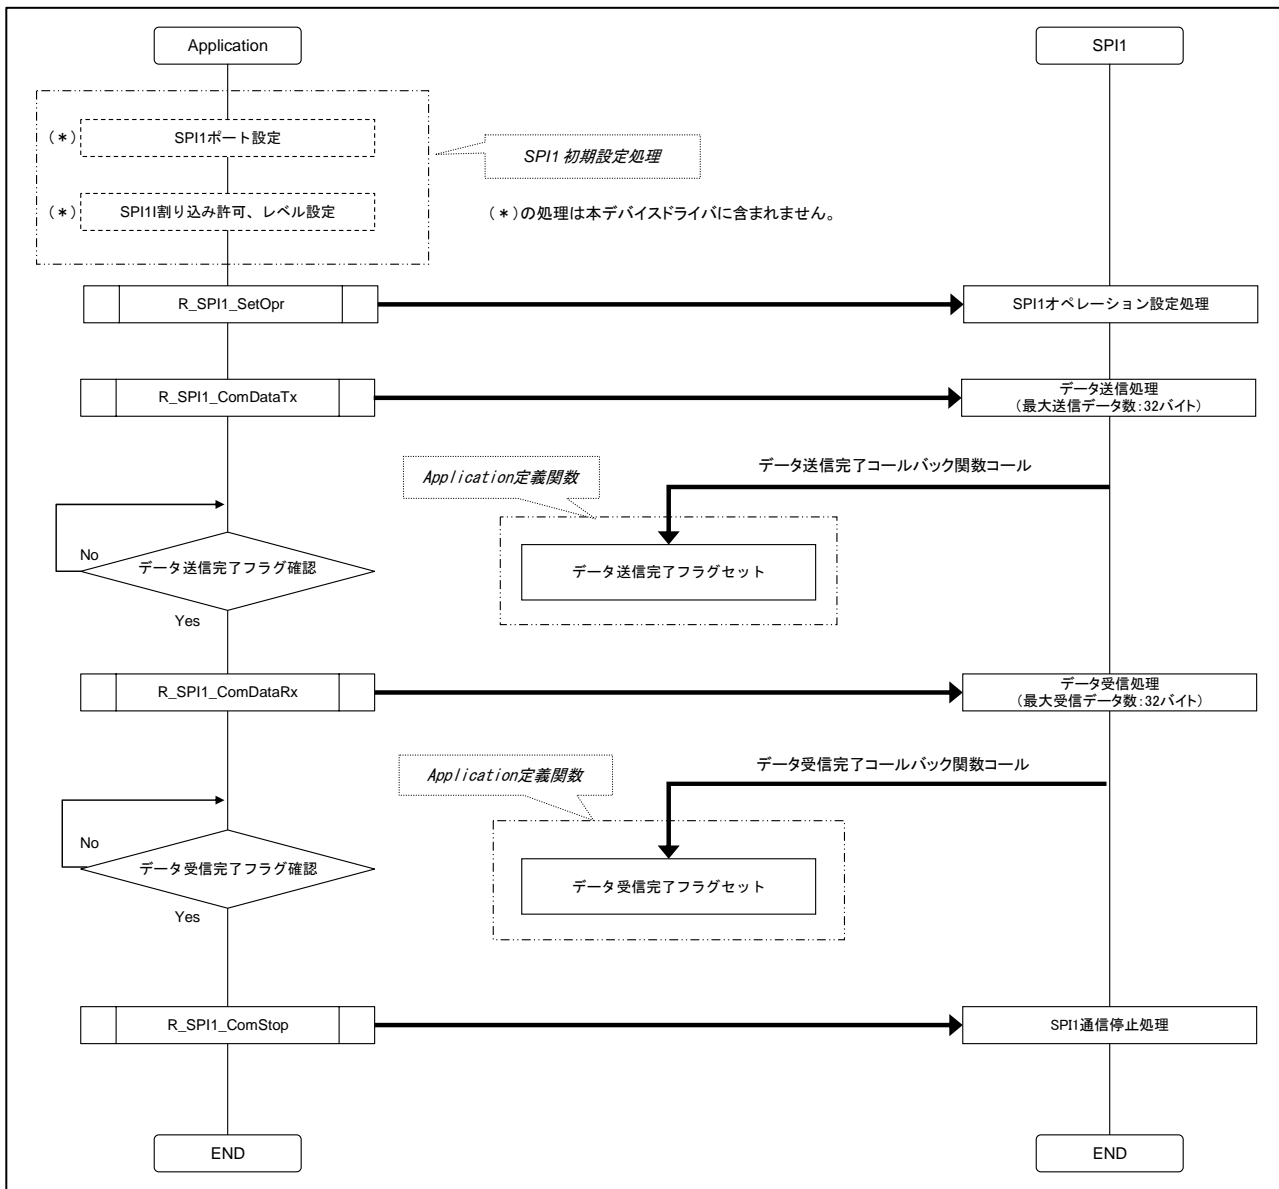 Application
SPI1
(*)
SPI1ポート設定
SPI1初期設定処理
(*)
SPI1I割り込み許可、レベル設定
(*)の処理は本デバイスドライバに含まれません。
R_SPI1_SetOpr
SPI1オペレーション設定処理
R_SPI1_ComDataTx
データ送信処理
(最大送信データ数:32バイト)
Application定義関数
データ送信完了コールバック関数コール
No
データ送信完了フラグ確認
データ送信完了フラグセット
Yes
R_SPI1_ComDataRx
データ受信処理
(最大受信データ数:32バイト)
Application定義関数
データ受信完了コールバック関数コール
No
データ受信完了フラグ確認
データ受信完了フラグセット
Yes
R_SPI1_ComStop
SPI1通信停止処理
END
END